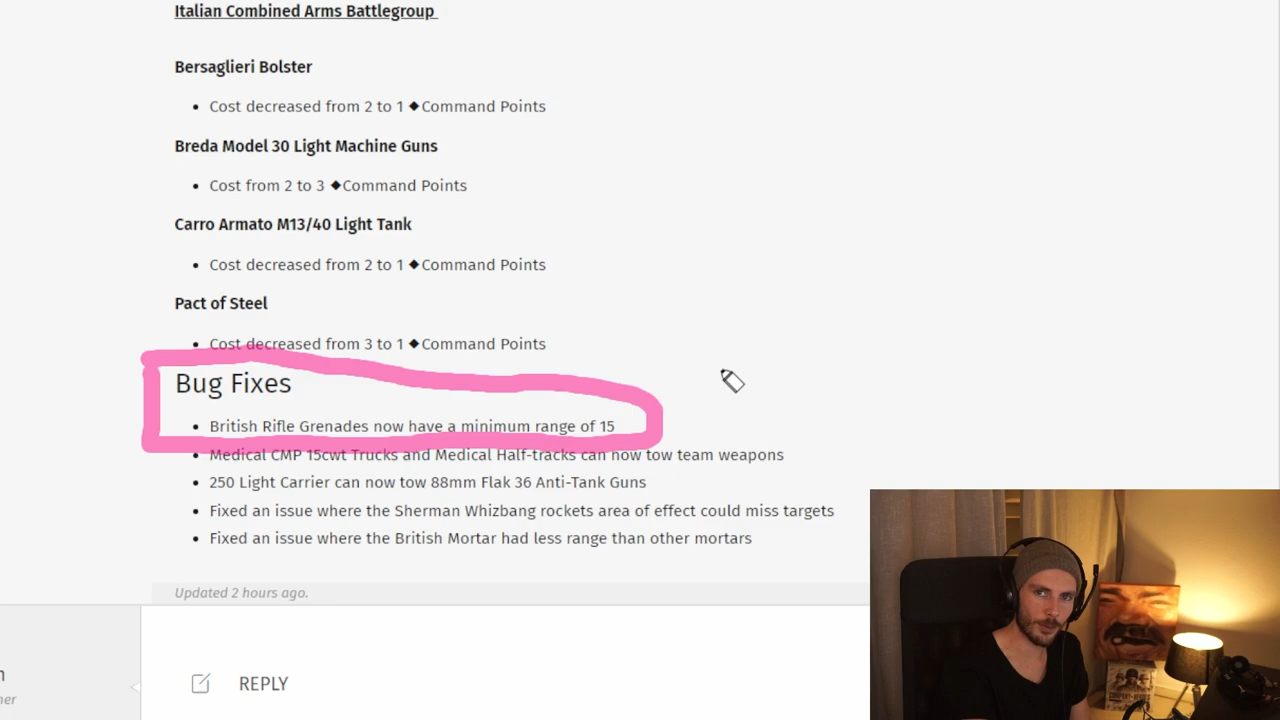 Italian Combined Arms Battlegroup
Bersaglieri Bolster
• Cost decreased from 2 to 1 ◆Command Points
Breda Model 30 Light Machine Guns
• Cost from 2 to 3 ◆Command Points
Carro Armato M13/40 Light Tank
• Cost decreased from 2 to 1 ◆Command Points
Pact of Steel
• Cost decreased from 3 to 1 ◆Command Points
Bug Fixes
• British Rifle Grenades now have a minimum range of 15
• Medical CMP 15cwt Trucks and Medical Half-tracks can now tow team weapons
• 250 Light Carrier can now tow 88mm Flak 36 Anti-Tank Guns
• Fixed an issue where the Sherman Whizbang rockets area of effect could miss targets
• Fixed an issue where the British Mortar had less range than other mortars
Updated 2 hours ago.
REPLY